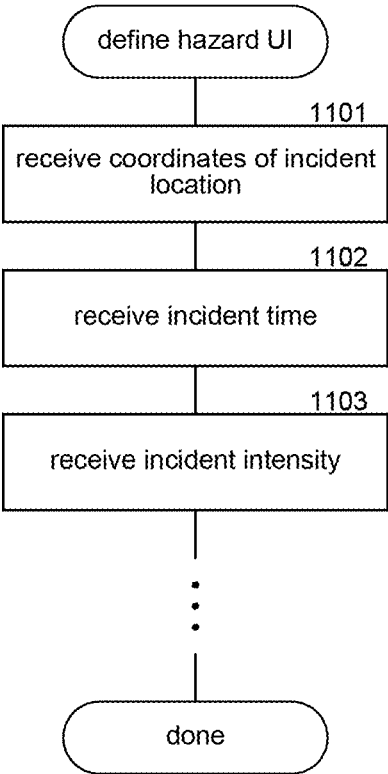 define hazard UI
1101
receive coordinates of incident
location
1102
receive incident time
1103
receive incident intensity
done